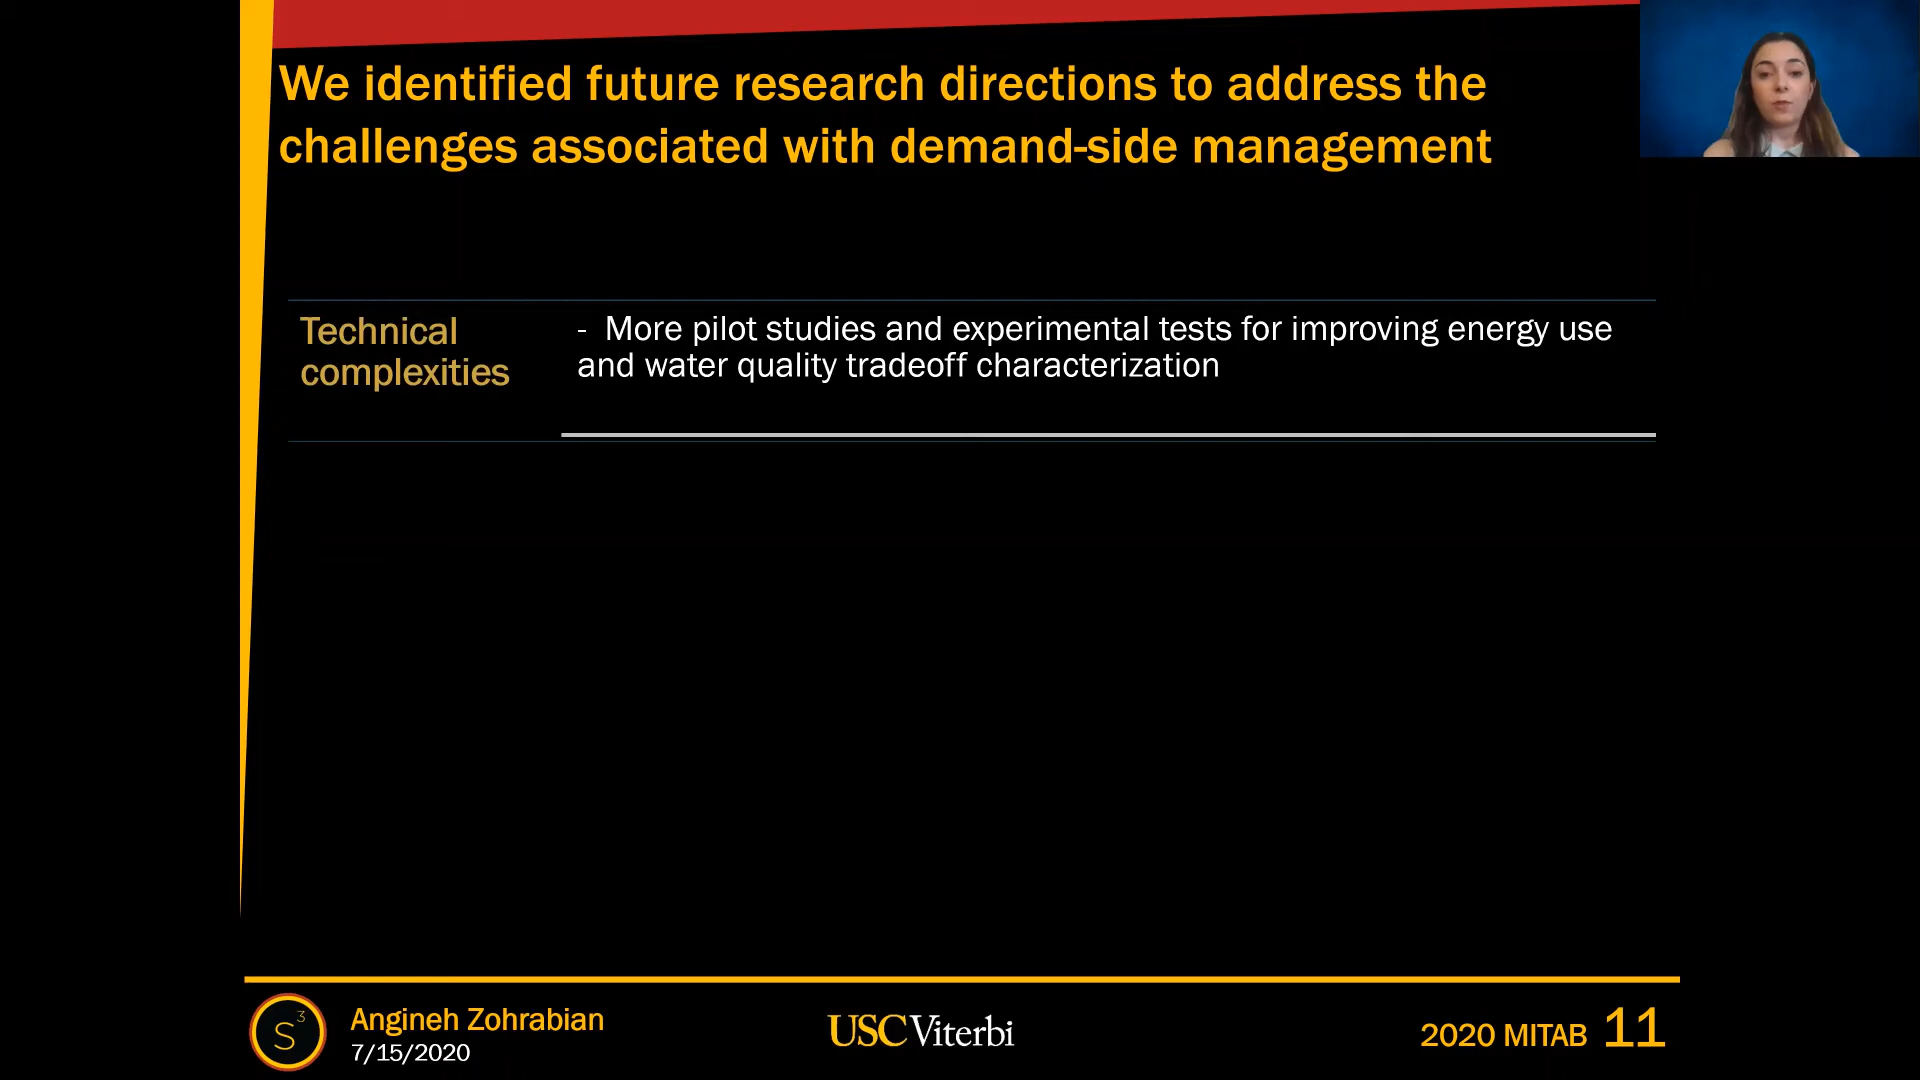 We identified future research directions to address the
challenges associated with demand-side management
Technical
complexities
- More pilot studies and experimental tests for improving energy use
and water quality tradeoff characterization
S3
Angineh Zohrabian
7/15/2020
USC Viterbi
2020 MITAB 11